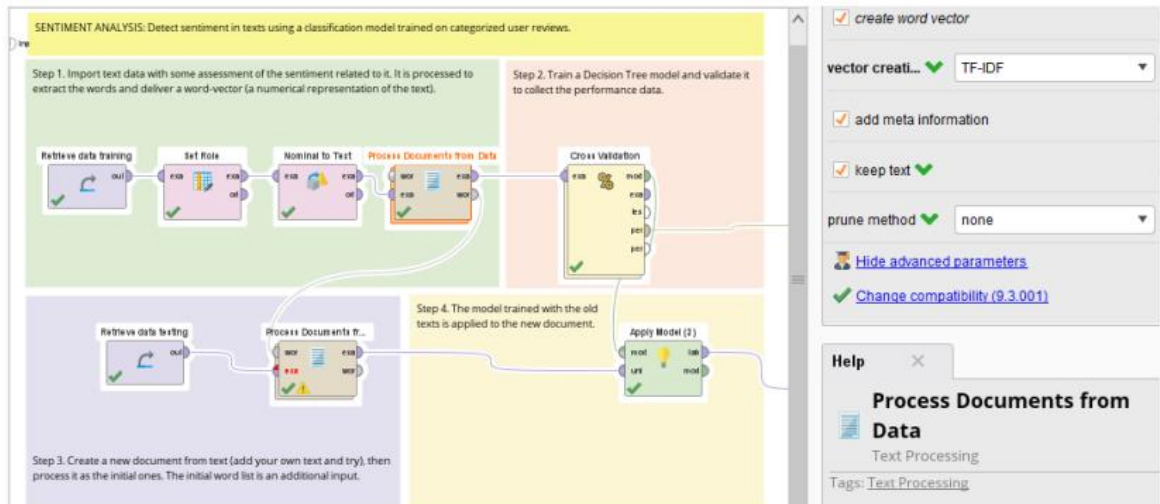 SENTIMENT ANALYSIS: Detect sentiment in texts using a classification model trained on categorized user reviews.
Step 1. Import text data with some assessment of the sentiment related to it. It is processed to
extract the words and deliver a word-vector (a numerical representation of the text).
Retrieve data training
out
Set Role
exa
exa
ori
Nominal to Text
exa
exa
ori
Process Documents from Data
wor
exa
exa
wor
Step 2. Train a Decision Tree model and validate it
to collect the performance data.
Cross Validation
exa
mod
exa
tes
per
per
Retrieve data testing
out
Process Documents fr...
wor
exa
exa
wor
Step 3. Create a new document from text (add your own text and try), then
process it as the initial ones. The initial word list is an additional input.
Step 4. The model trained with the old
texts is applied to the new document.
Apply Model (2)
mod
lab
unl
mod
create word vector
vector creati...
TF-IDF
add meta information
keep text
prune method
none
Hide advanced parameters
Change compatibility (9.3.001)
Help
Process Documents from
Data
Text Processing
Tags: Text Processing